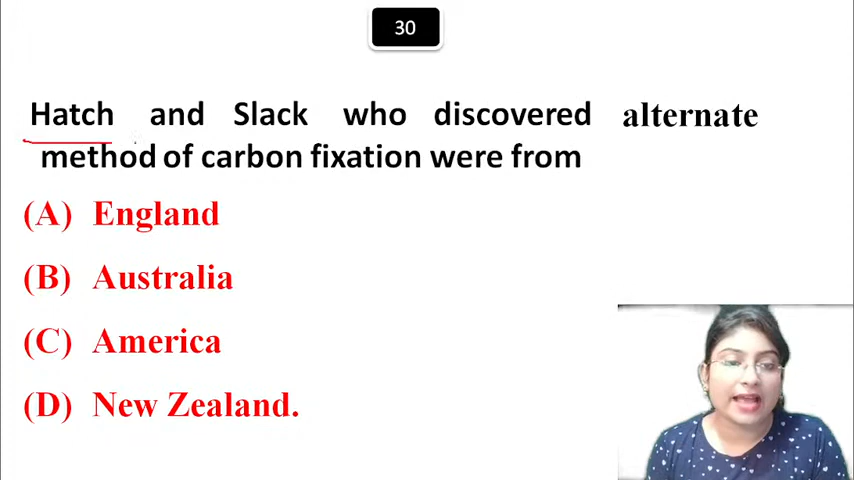 30
Hatch and Slack who discovered alternate
method of carbon fixation were from
(A) England
(B) Australia
(C) America
(D) New Zealand.